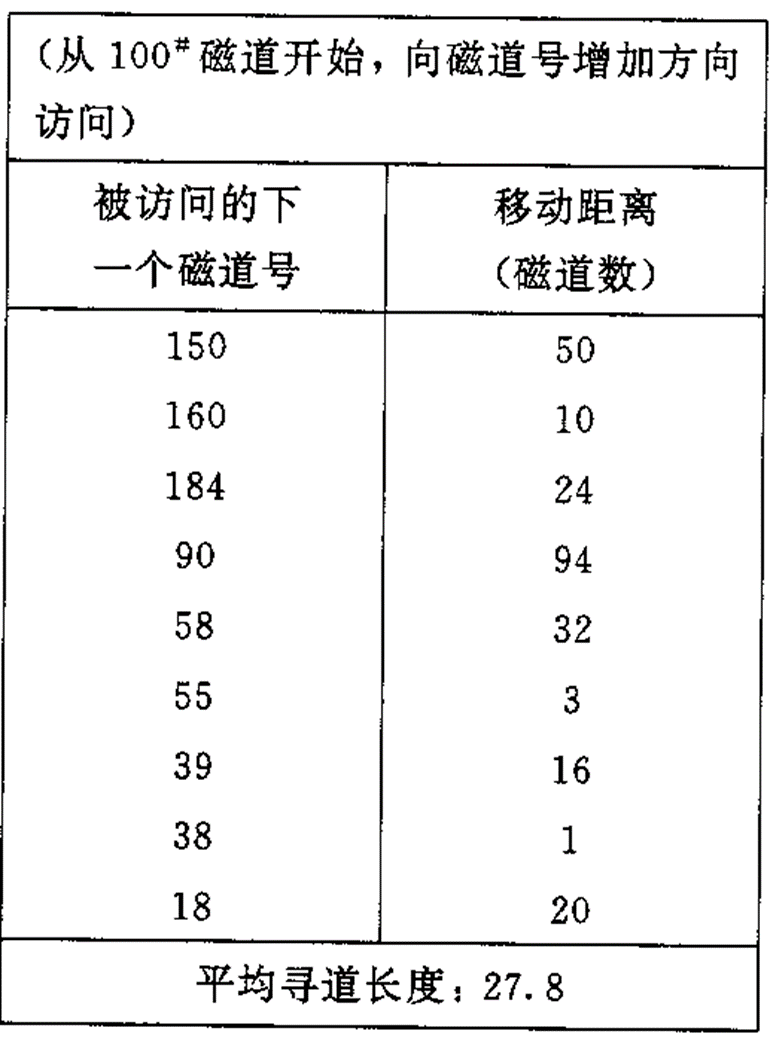 （从 100#磁道开始，向磁道号增加方向
访问）
被访问的下
一个磁道号
移动距离
（磁道数）
150 50
160 10
184 24
90 94
58 32
55 3
39 16
38 1
18 20
平均寻道长度：27.8